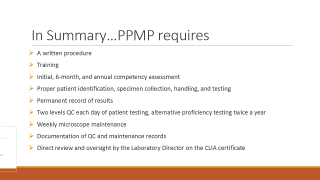 In Summary...PPMP requires
A written procedure
Training
Initial, 6-month, and annual competency assessment
Proper patient identification, specimen collection, handling, and testing
Permanent record of results
Two levels QC each day of patient testing, alternative proficiency testing twice a year
Weekly microscope maintenance
Documentation of QC and maintenance records
Direct review and oversight by the Laboratory Director on the CLIA certificate